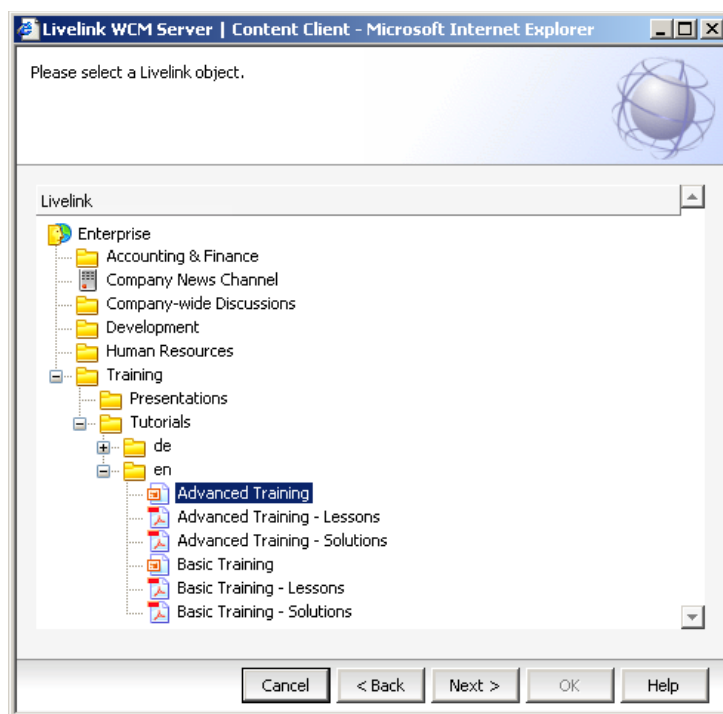 Livelink WCM Server | Content Client - Microsoft Internet Explorer
Please select a Livelink object.
Livelink
Enterprise
Accounting & Finance
Company News Channel
Company-wide Discussions
Development
Human Resources
Training
Presentations
Tutorials
de
en
Advanced Training
Advanced Training - Lessons
Advanced Training - Solutions
Basic Training
Basic Training - Lessons
Basic Training - Solutions
Cancel < Back Next > OK Help